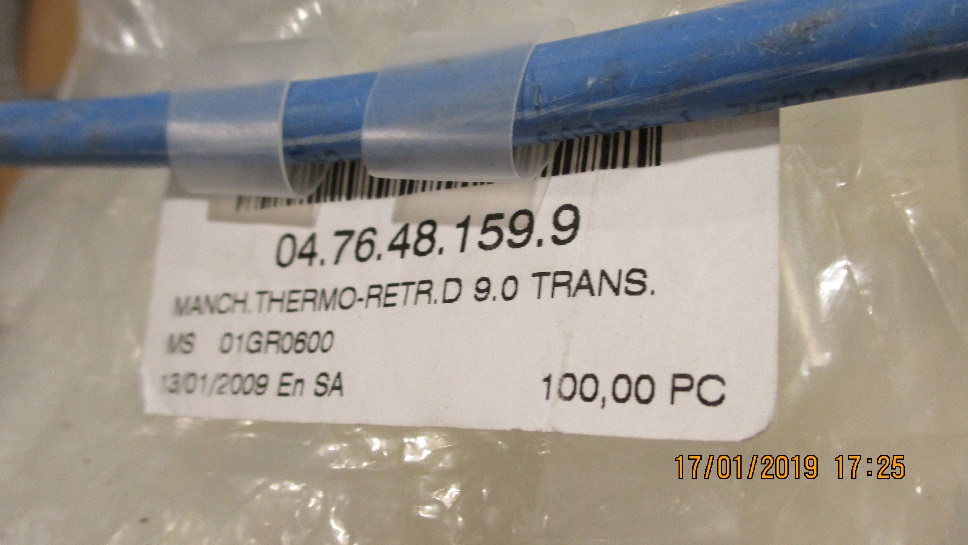 04.76.48.159.9
MANCH.THERMO-RETR.D 9.0 TRANS.
MS 01GR0600
13/01/2009 En SA
100,00 PC
17/01/2019 17:25